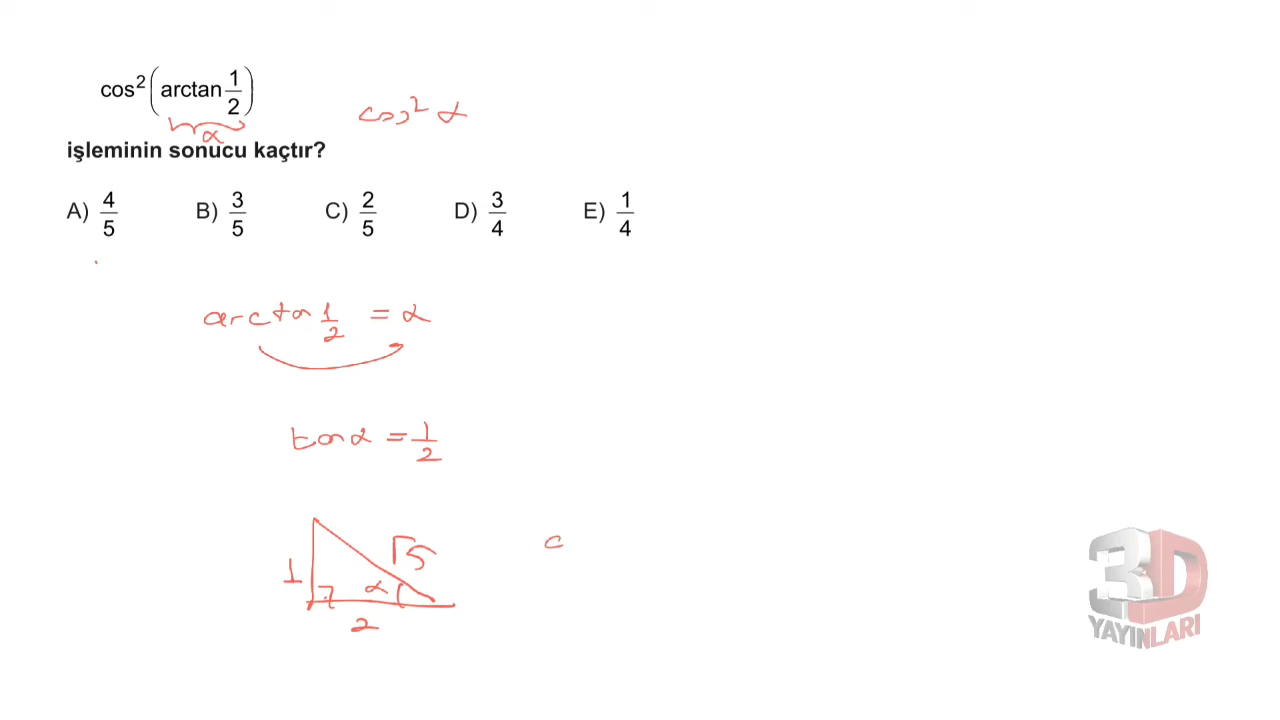 cos²(arctan 1/2)
α
cos² α
işleminin sonucu kaçtır?
A) 4/5 B) 3/5 C) 2/5 D) 3/4 E) 1/4
arctan 1/2 = α
tan α = 1/2
1 √5 α 2
c
3D
YAYINLARI